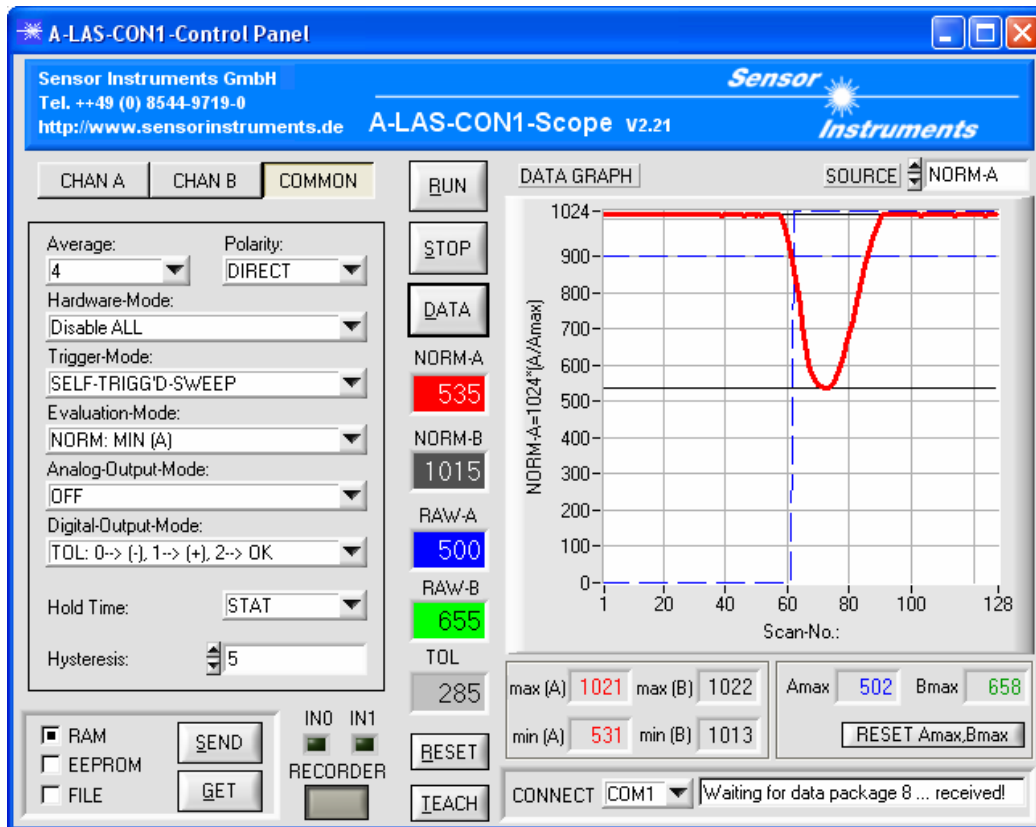 A-LAS-CON1-Control Panel
Sensor Instruments GmbH
Tel. ++49 (0) 8544-9719-0
http://www.sensorinstruments.de
A-LAS-CON1-Scope V2.21
Sensor
Instruments
CHAN A
CHAN B
COMMON
Average:
Polarity:
4
DIRECT
Hardware-Mode:
Disable ALL
Trigger-Mode:
SELF-TRIGG'D-SWEEP
Evaluation-Mode:
NORM: MIN (A)
Analog-Output-Mode:
OFF
Digital-Output-Mode:
TOL: 0--> (-), 1--> (+), 2--> OK
Hold Time:
STAT
Hysteresis:
5
RAM
EEPROM
FILE
SEND
GET
IN0 IN1
RECORDER
RUN
STOP
DATA
NORM-A
535
NORM-B
1015
RAW-A
500
RAW-B
655
TOL
285
RESET
TEACH
DATA GRAPH
SOURCE
NORM-A
NORM-A=1024*(A/Amax)
1024
900
800
700
600
500
400
300
200
100
0
1 20 40 60 80 100 128
Scan-No.:
max (A) 1021 max (B) 1022
min (A) 531 min (B) 1013
Amax 502 Bmax 658
RESET Amax,Bmax
CONNECT COM1 Waiting for data package 8 ... received!